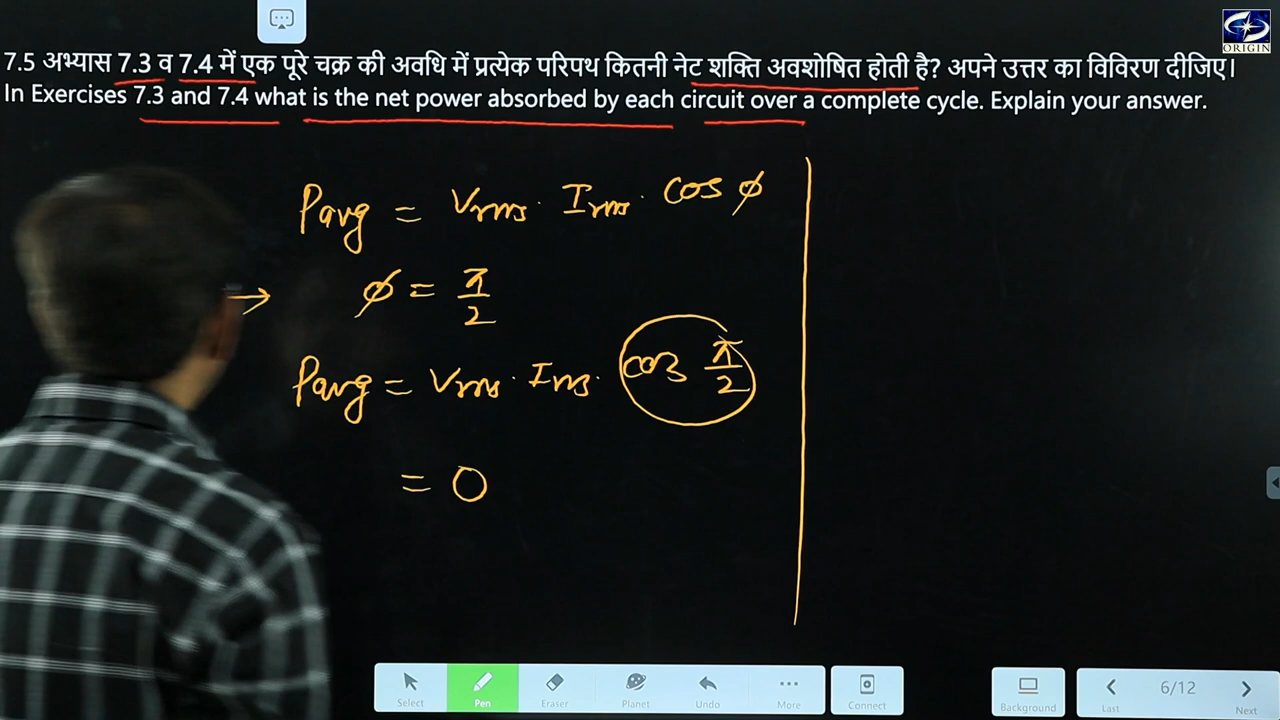 7.5 अभ्यास 7.3 व 7.4 में एक पूरे चक्र की अवधि में प्रत्येक परिपथ कितनी नेट शक्ति अवशोषित होती है? अपने उत्तर का विविरण दीजिए।
In Exercises 7.3 and 7.4 what is the net power absorbed by each circuit over a complete cycle. Explain your answer.
ORIGIN
Pavg = Vrms · Irms · cos φ
→ φ = π/2
Pavg = Vrms · Irms · cos π/2
= 0
Select Pen Eraser Planet Undo More Connect Background Last 6/12 Next